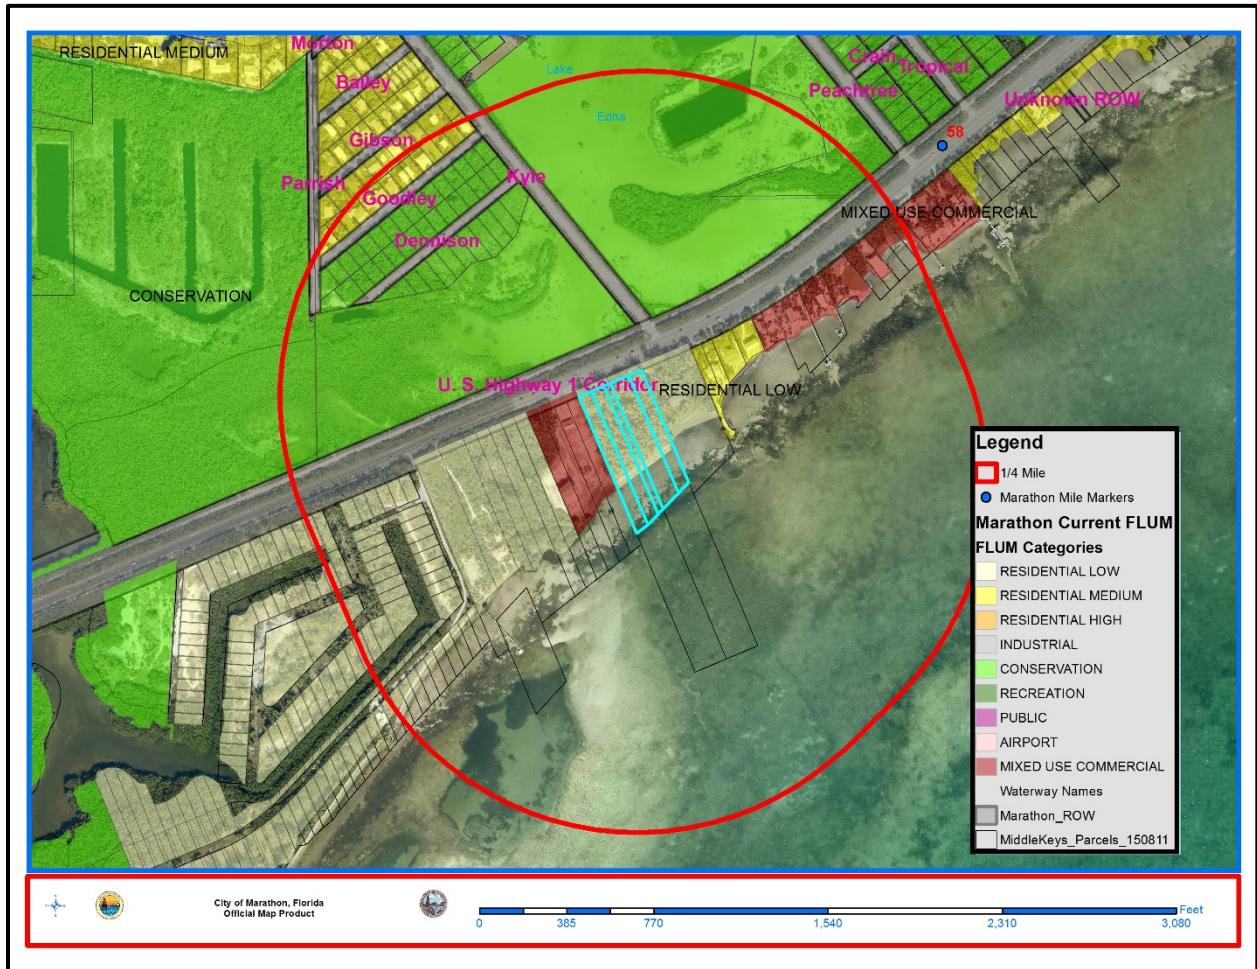 RESIDENTIAL MEDIUM
Morton
Bailey
Gibson
Parrish
Goodley
Kyle
Dennison
CONSERVATION
Lake
Edna
Crain
Tropical
Peachtree
Unknown ROW
58
MIXED USE COMMERCIAL
U. S. Highway 1 Corridor
RESIDENTIAL LOW
Legend
1/4 Mile
Marathon Mile Markers
Marathon Current FLUM
FLUM Categories
RESIDENTIAL LOW
RESIDENTIAL MEDIUM
RESIDENTIAL HIGH
INDUSTRIAL
CONSERVATION
RECREATION
PUBLIC
AIRPORT
MIXED USE COMMERCIAL
Waterway Names
Marathon_ROW
MiddleKeys_Parcels_150811
City of Marathon, Florida
Official Map Product
Feet
0 385 770 1,540 2,310 3,080